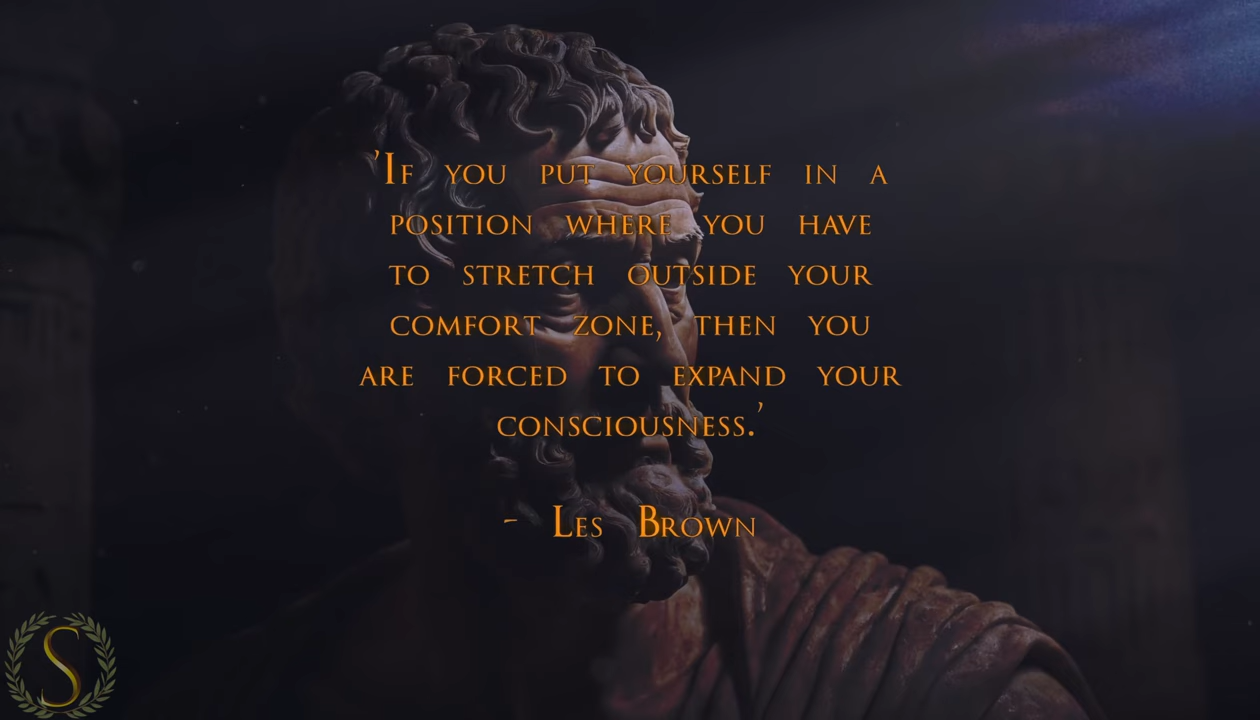 'If you put yourself in a
position where you have
to stretch outside your
comfort zone, then you
are forced to expand your
consciousness.'
- Les Brown
S